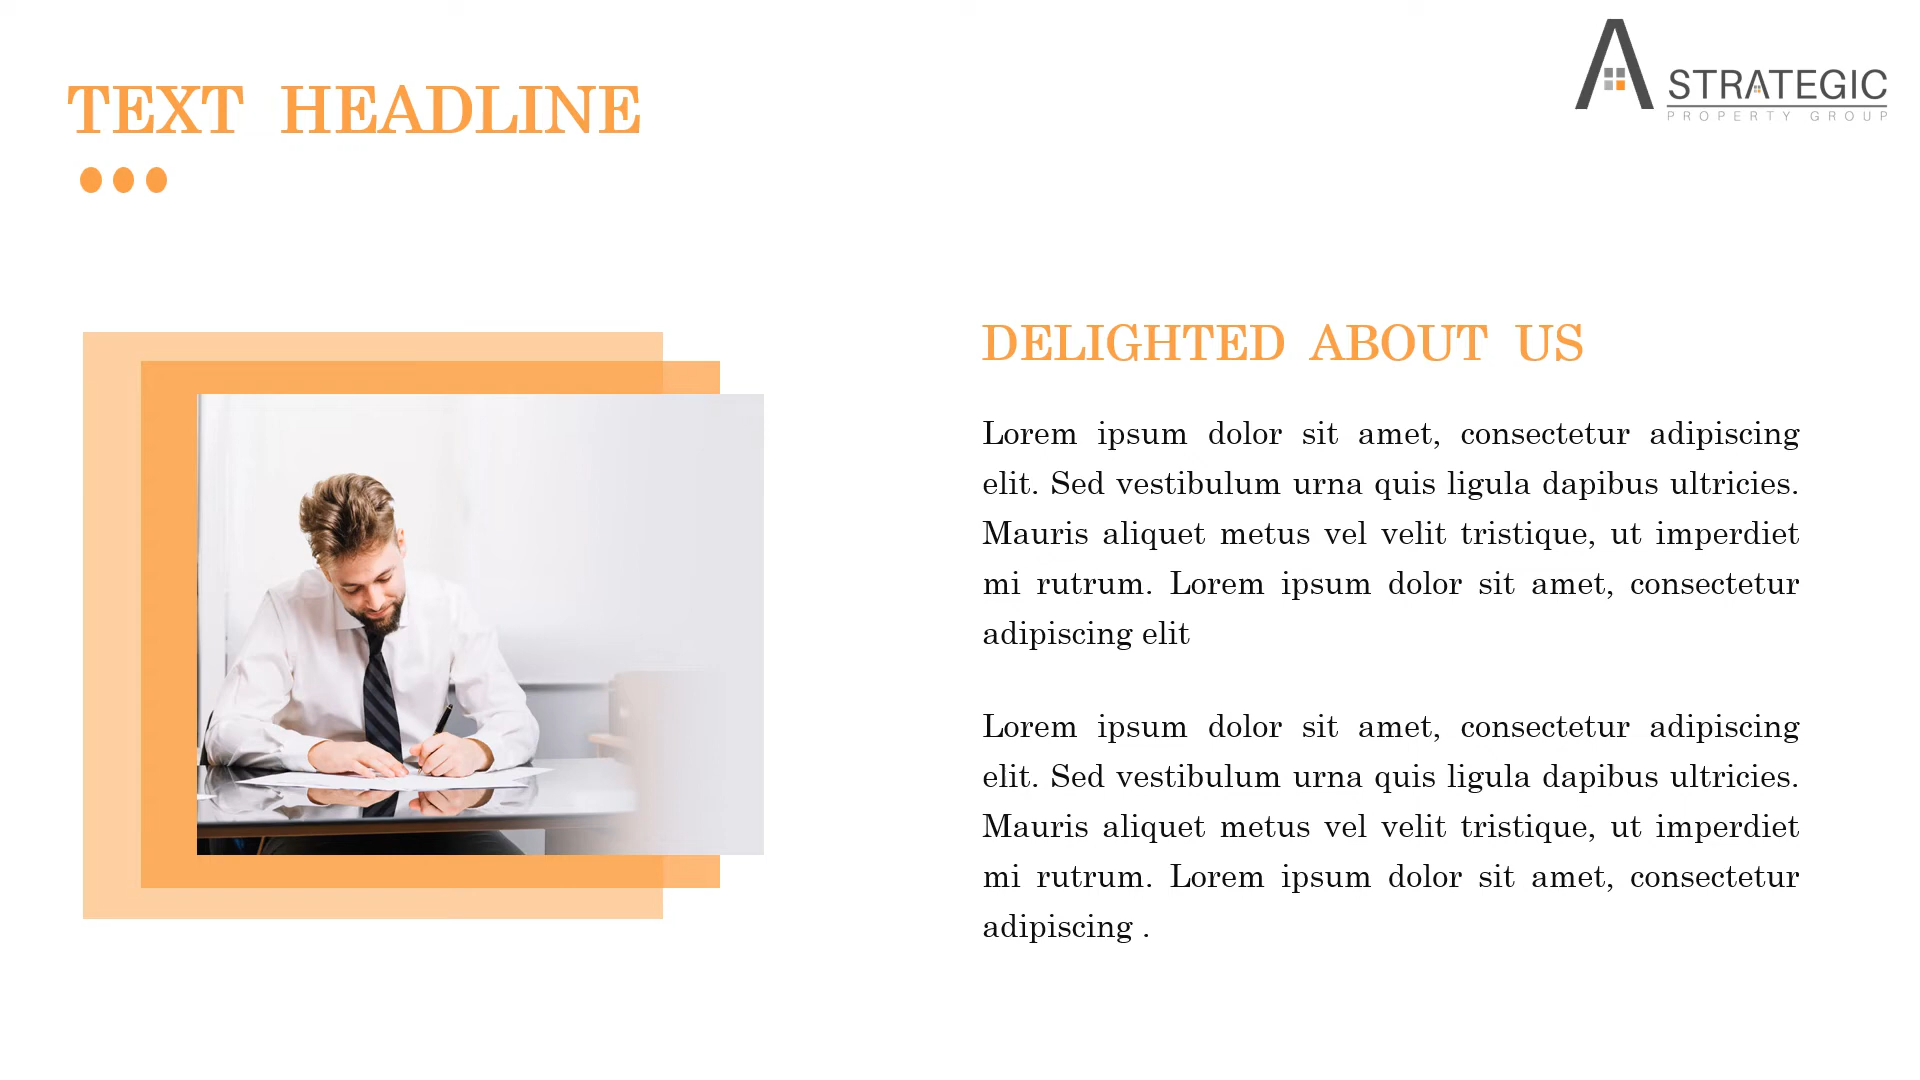 TEXT HEADLINE
A STRATEGIC
PROPERTY GROUP
DELIGHTED ABOUT US
Lorem ipsum dolor sit amet, consectetur adipiscing
elit. Sed vestibulum urna quis ligula dapibus ultricies.
Mauris aliquet metus vel velit tristique, ut imperdiet
mi rutrum. Lorem ipsum dolor sit amet, consectetur
adipiscing elit
Lorem ipsum dolor sit amet, consectetur adipiscing
elit. Sed vestibulum urna quis ligula dapibus ultricies.
Mauris aliquet metus vel velit tristique, ut imperdiet
mi rutrum. Lorem ipsum dolor sit amet, consectetur
adipiscing .